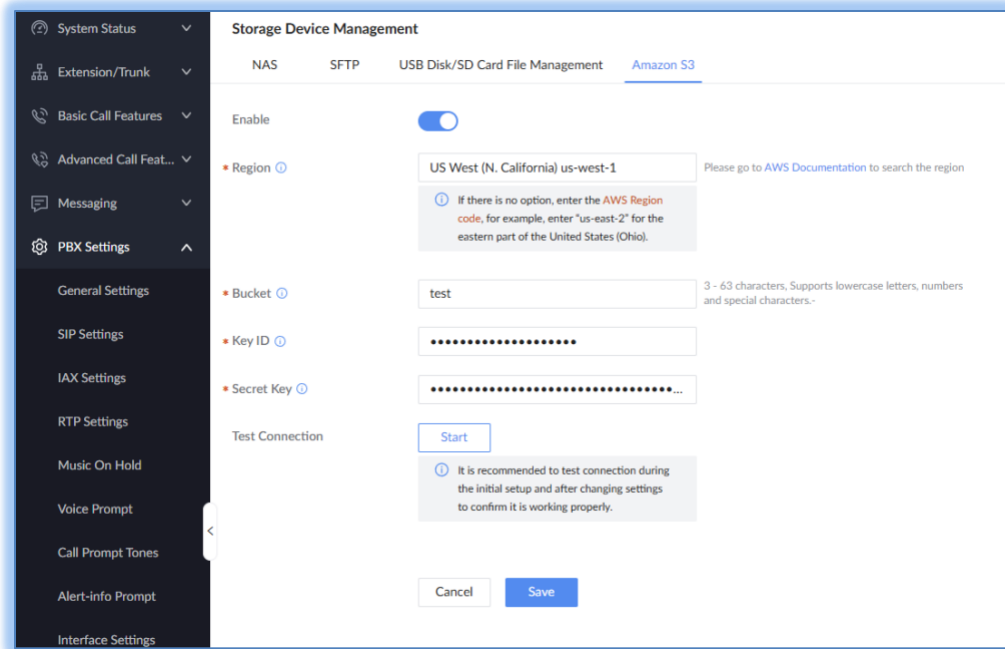 System Status
Extension/Trunk
Basic Call Features
Advanced Call Feat...
Messaging
PBX Settings
General Settings
SIP Settings
IAX Settings
RTP Settings
Music On Hold
Voice Prompt
Call Prompt Tones
Alert-info Prompt
Interface Settings
Storage Device Management
NAS SFTP USB Disk/SD Card File Management Amazon S3
Enable
* Region US West (N. California) us-west-1 Please go to AWS Documentation to search the region
If there is no option, enter the AWS Region
code, for example, enter "us-east-2" for the
eastern part of the United States (Ohio).
* Bucket test 3 - 63 characters, Supports lowercase letters, numbers
and special characters.-
* Key ID ••••••••••••••••••••
* Secret Key •••••••••••••••••••••••••••••••••...
Test Connection Start
It is recommended to test connection during
the initial setup and after changing settings
to confirm it is working properly.
Cancel Save